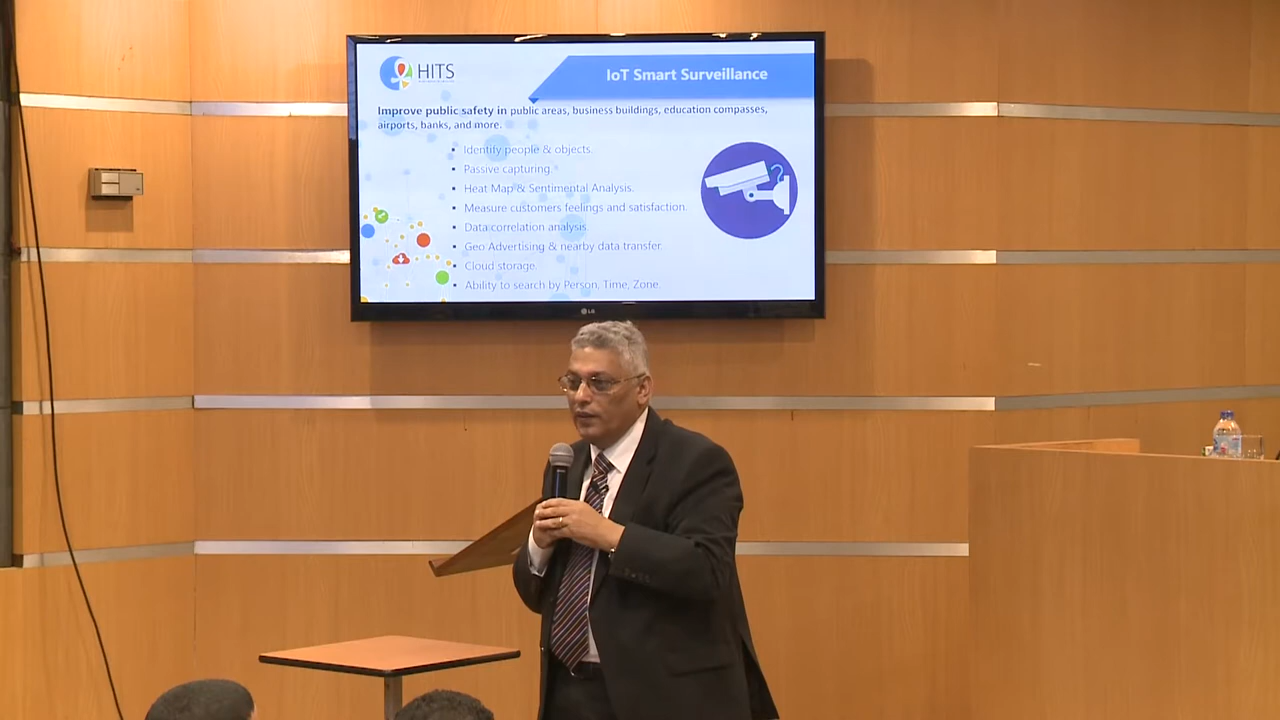 HITS
IoT Smart Surveillance
Improve public safety in public areas, business buildings, education compasses,
airports, banks, and more.
▪ Identify people & objects.
▪ Passive capturing.
▪ Heat Map & Sentimental Analysis.
▪ Measure customers feelings and satisfaction.
▪ Data correlation analysis.
▪ Geo Advertising & nearby data transfer.
▪ Cloud storage.
▪ Ability to search by Person, Time, Zone.
LG